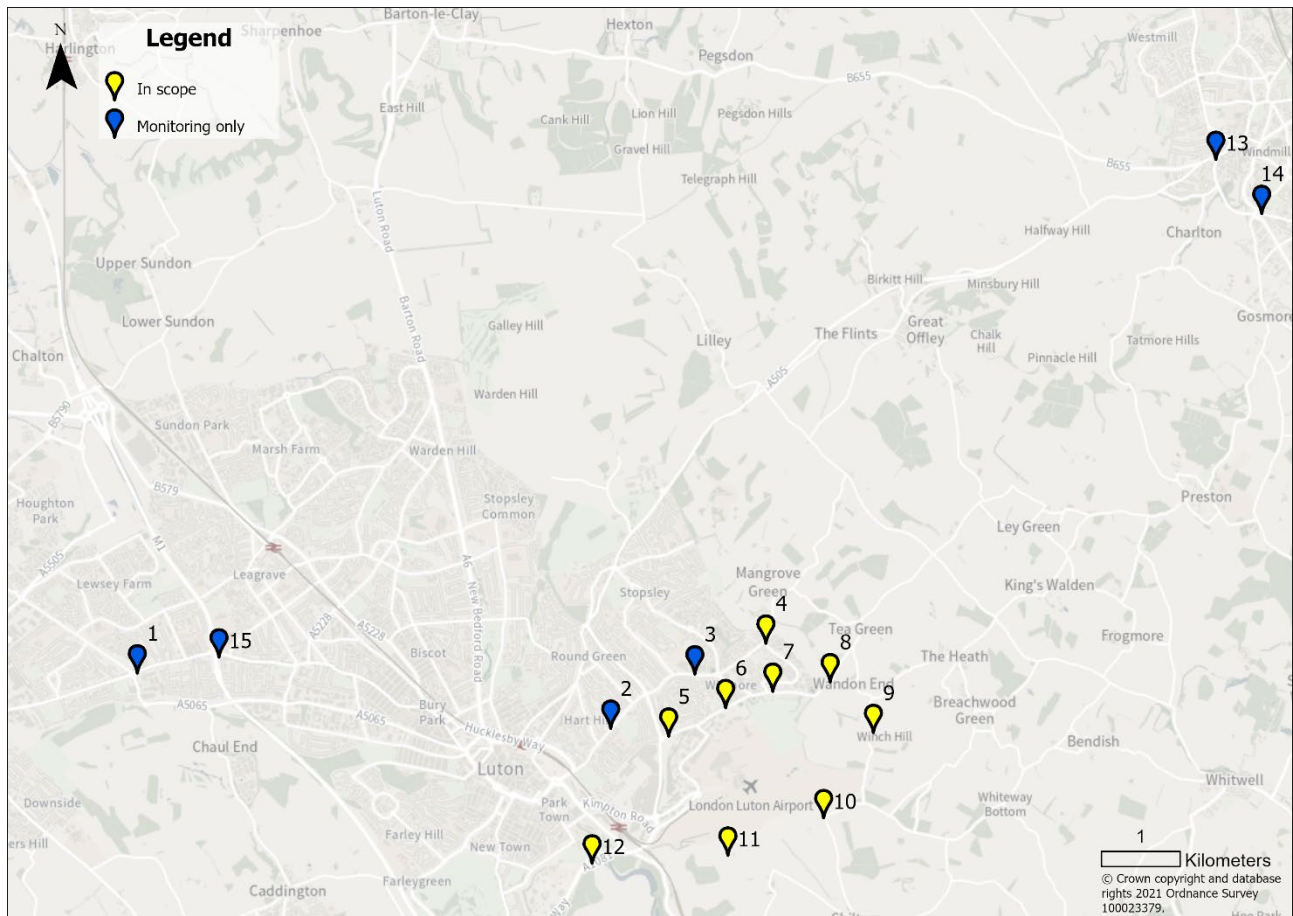 Barton-le-Clay
Hexton
N
Legend
Sharpenhoe
Harlington
Westmill
Pegsdon
B655
In scope
East Hill
Cank Hill
Lion Hill
Pegsdon Hills
Monitoring only
Gravel Hill
13
Windmill
B655
14
Telegraph Hill
Luton Road
Halfway Hill
Charlton
Upper Sundon
Birkitt Hill
Minsbury Hill
Lower Sundon
Galley Hill
Barton Road
Great
Offley
Gosmore
The Flints
Chalk
Hill
Lilley
Tatmore Hills
Chalton
Pinnacle Hill
A505
Warden Hill
B5790
Sundon Park
Marsh Farm
Warden Hill
B579
Houghton
Park
Stopsley
Common
Preston
Ley Green
M1
A5505
Leagrave
A6
Mangrove
Green
Lewsey Farm
Stopsley
New Bedford Road
King's Walden
4
A5228
A5228
Tea Green
1
15
3
Frogmore
Biscot
Round Green
8
The Heath
7
6
Wandon End
2
5
9
Breachwood
Green
A5065
A5065
Bury
Park
Hart Hill
Winch Hill
Hucklesby Way
Bendish
Chaul End
Luton
Whitwell
London Luton Airport
10
Whiteway
Bottom
Downside
Park
Town
Kimpton Road
Farley Hill
New Town
12
11
1
Kilometers
Farleygreen
Caddington
© Crown copyright and database
rights 2021 Ordnance Survey
100023379.